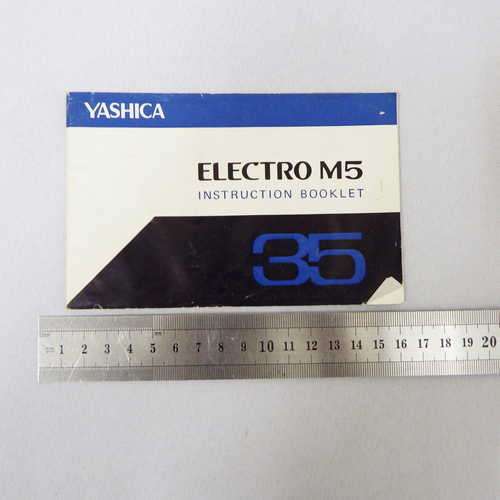 YASHICA
ELECTRO M5
INSTRUCTION BOOKLET
35
1 2 3 4 5 6 7 8 9 10 11 12 13 14 15 16 17 18 19 20